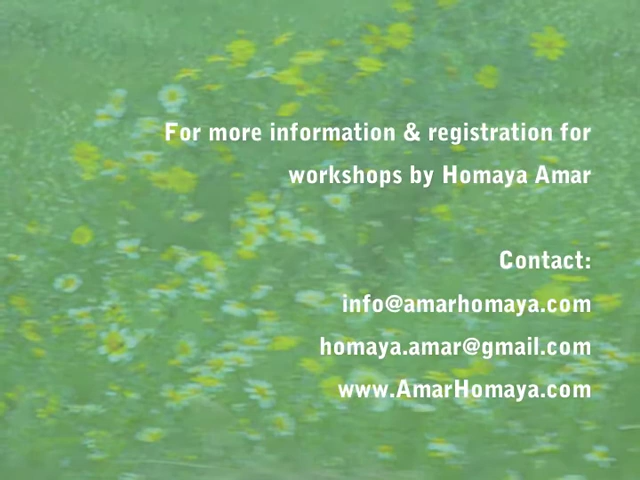 For more information & registration for
workshops by Homaya Amar
Contact:
info@amarhomaya.com
homaya.amar@gmail.com
www.AmarHomaya.com